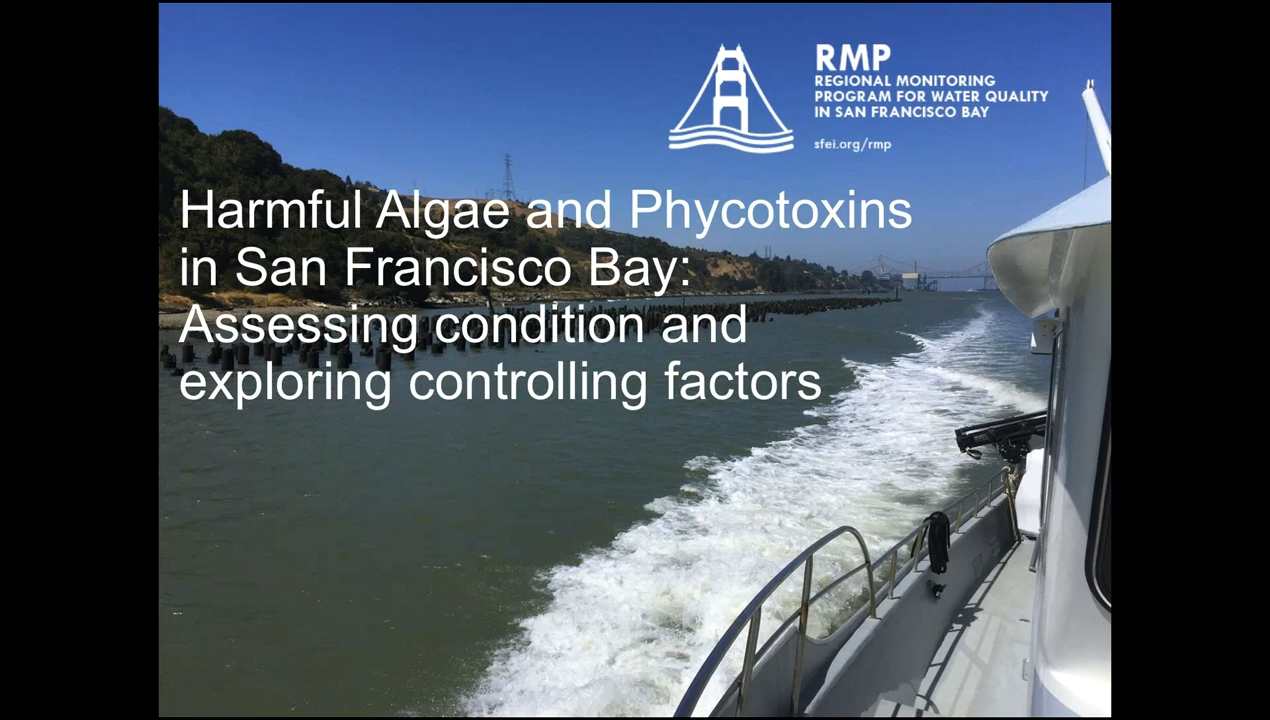 RMP
REGIONAL MONITORING
PROGRAM FOR WATER QUALITY
IN SAN FRANCISCO BAY
sfei.org/rmp
Harmful Algae and Phycotoxins
in San Francisco Bay:
Assessing condition and
exploring controlling factors